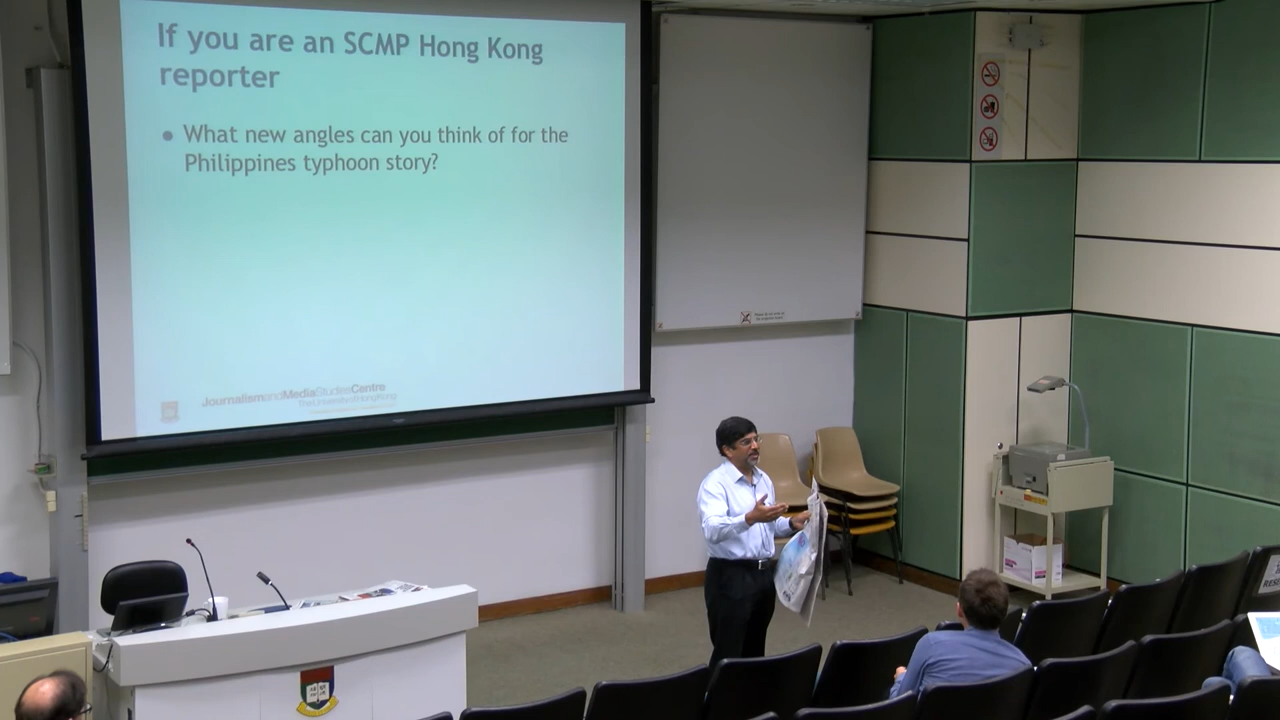 If you are an SCMP Hong Kong
reporter
● What new angles can you think of for the
Philippines typhoon story?
JournalismandMediaStudiesCentre
TheUniversityofHongKong